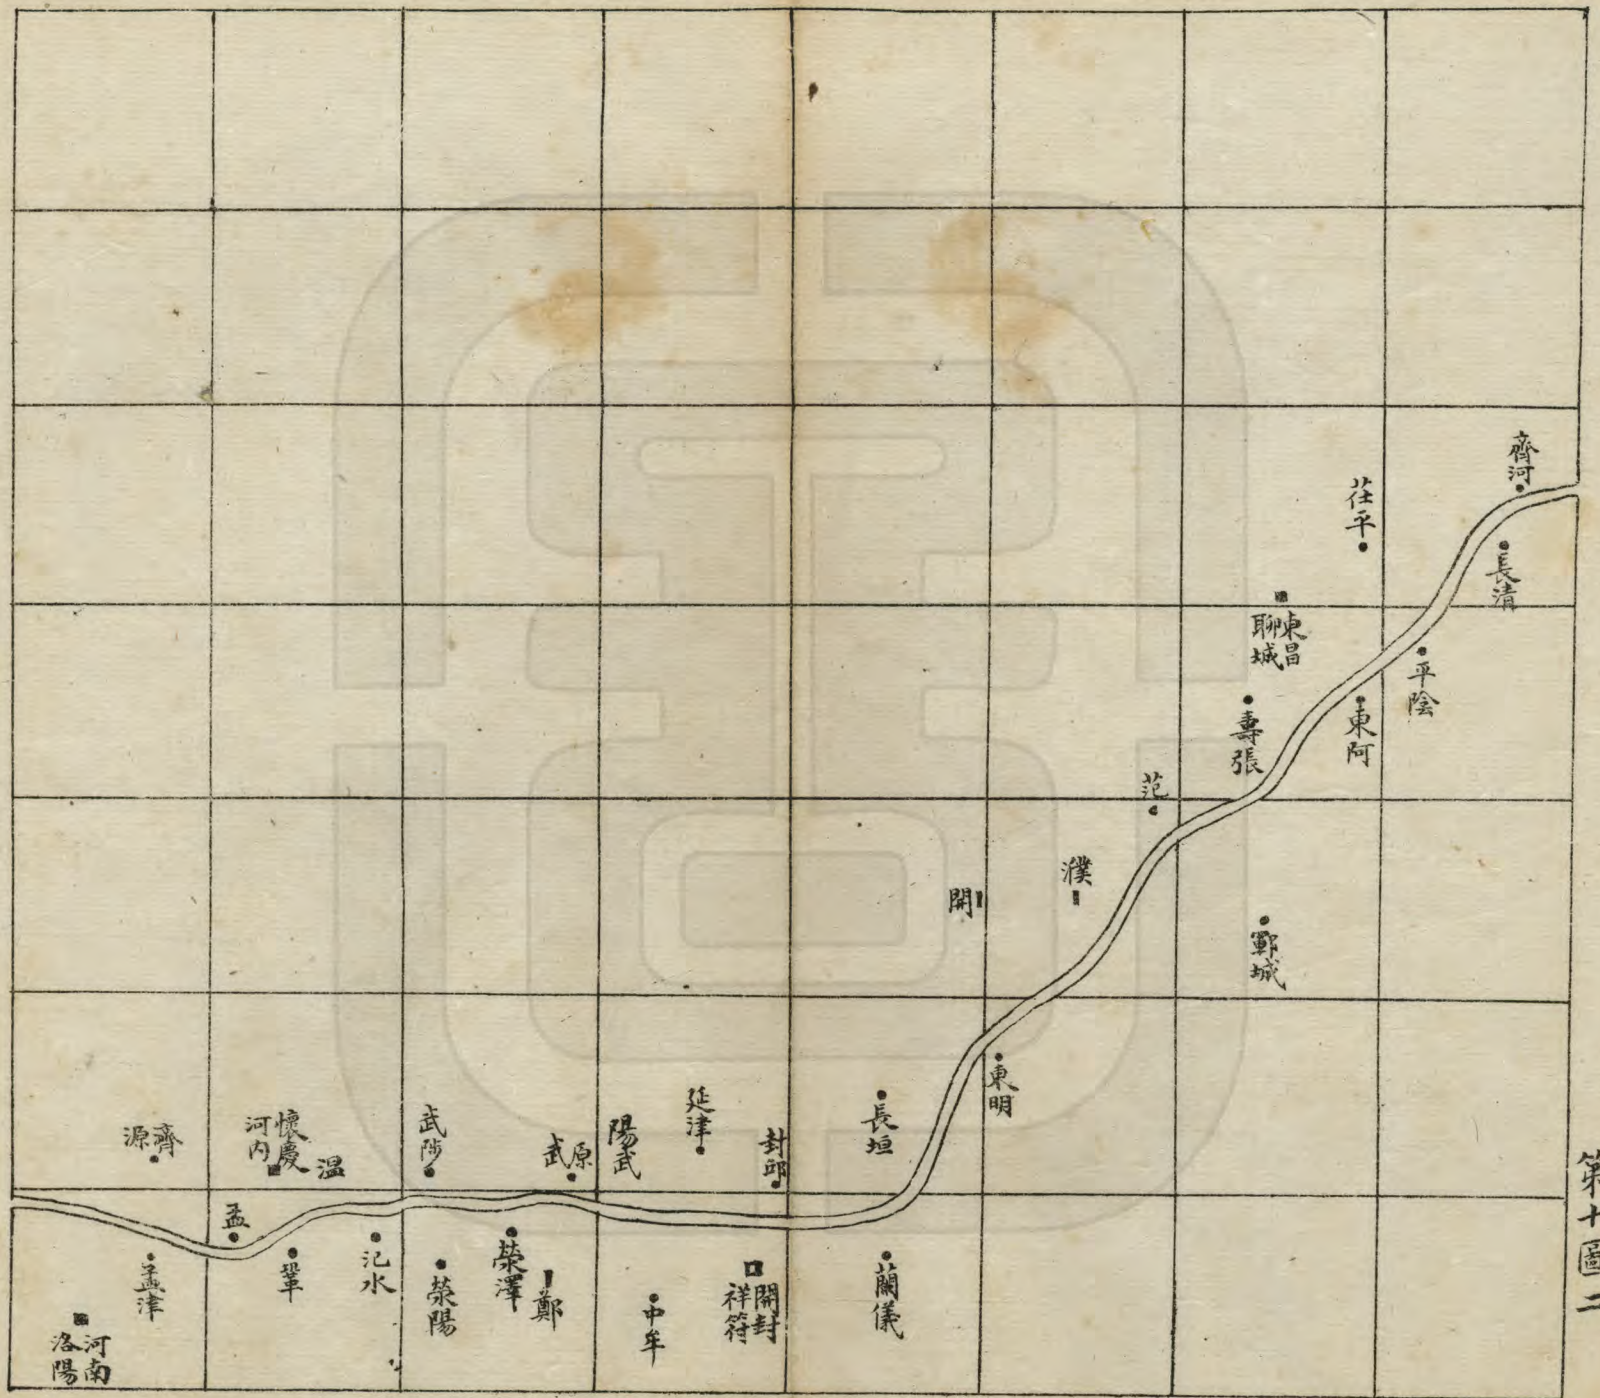 第十圖二
齊河
長清
茌平
平陰
東昌
聊城
東阿
壽張
范
濮
開
鄆城
東明
長垣
蘭儀
封邱
開封
祥符
延津
陽武
中牟
原武
鄭
滎澤
滎陽
武陟
汜水
温
懷慶
河內
鞏
孟
濟源
孟津
河南
洛陽